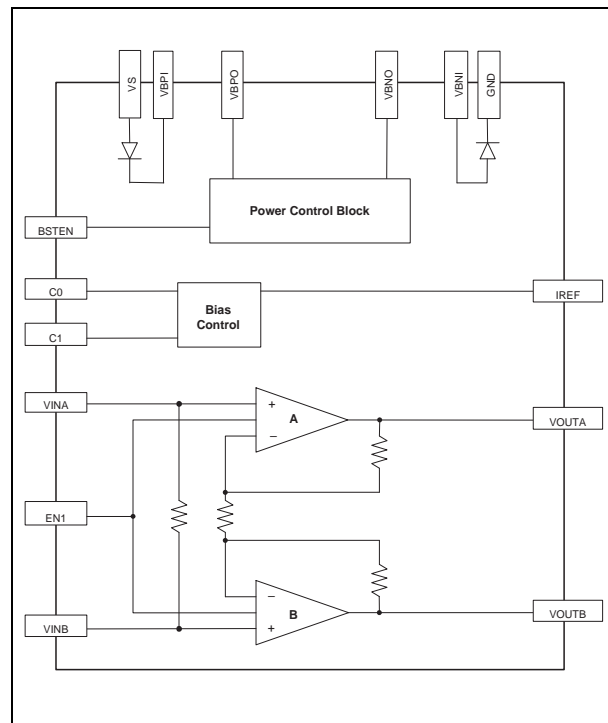 VS
VBPI
VBPO
VBNO
VBNI
GND
Power Control Block
BSTEN
C0
Bias
Control
IREF
C1
VINA
+
A
−
VOUTA
EN1
−
B
+
VINB
VOUTB